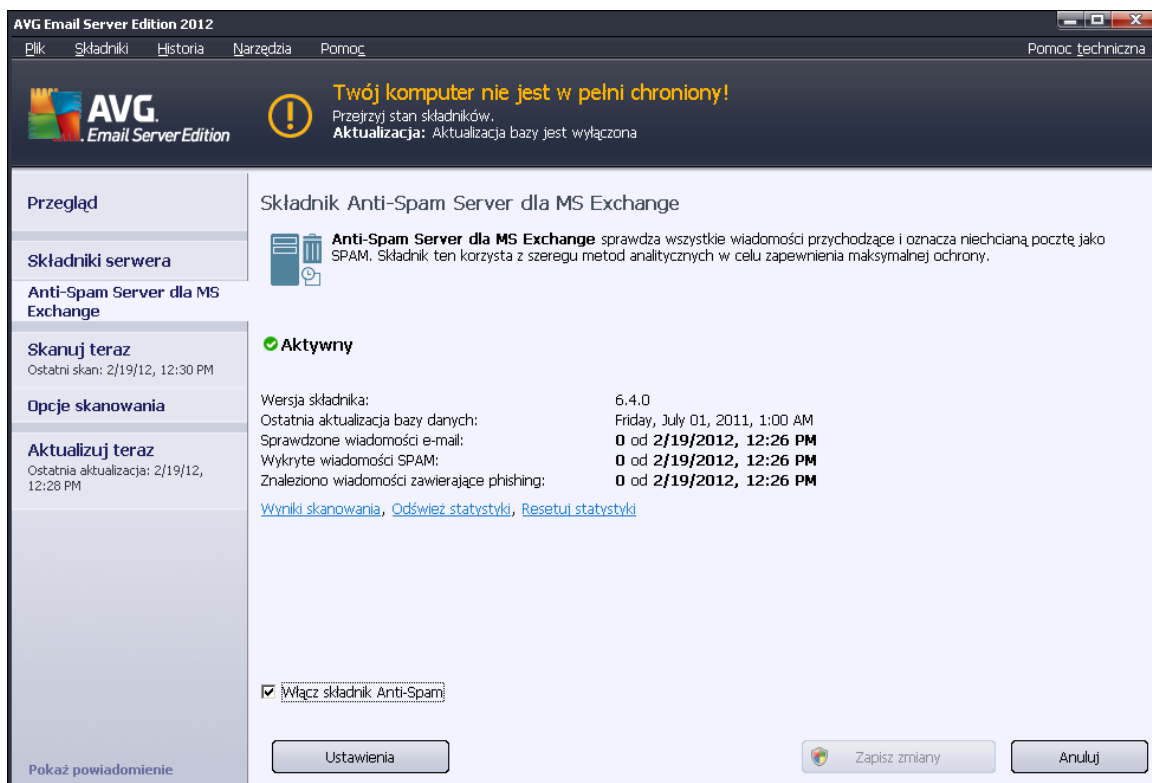 AVG Email Server Edition 2012
Plik Składniki Historia Narzędzia Pomoc Pomoc techniczna
AVG.
Email Server Edition
Twój komputer nie jest w pełni chroniony!
Przejrzyj stan składników.
Aktualizacja: Aktualizacja bazy jest wyłączona
Przegląd
Składniki serwera
Anti-Spam Server dla MS
Exchange
Skanuj teraz
Ostatni skan: 2/19/12, 12:30 PM
Opcje skanowania
Aktualizuj teraz
Ostatnia aktualizacja: 2/19/12,
12:28 PM
Pokaż powiadomienie
Składnik Anti-Spam Server dla MS Exchange
Anti-Spam Server dla MS Exchange sprawdza wszystkie wiadomości przychodzące i oznacza niechcianą pocztę jako
SPAM. Składnik ten korzysta z szeregu metod analitycznych w celu zapewnienia maksymalnej ochrony.
Aktywny
Wersja składnika: 6.4.0
Ostatnia aktualizacja bazy danych: Friday, July 01, 2011, 1:00 AM
Sprawdzone wiadomości e-mail: 0 od 2/19/2012, 12:26 PM
Wykryte wiadomości SPAM: 0 od 2/19/2012, 12:26 PM
Znaleziono wiadomości zawierające phishing: 0 od 2/19/2012, 12:26 PM
Wyniki skanowania, Odśwież statystyki, Resetuj statystyki
Włącz składnik Anti-Spam
Ustawienia Zapisz zmiany Anuluj